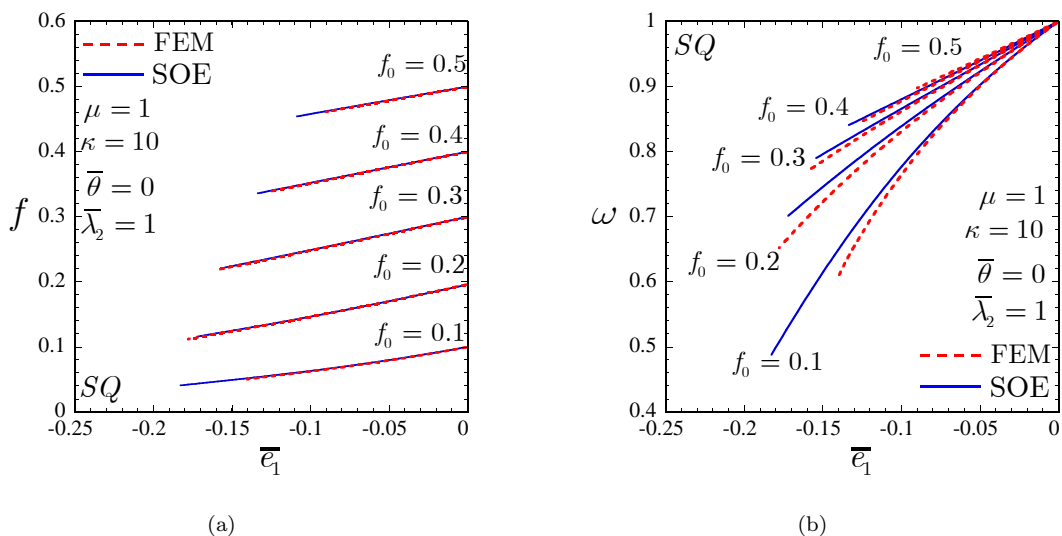 0.6
FEM
SOE
f₀ = 0.5
μ = 1
0.5
κ = 10
f₀ = 0.4
0.4
θ̅ = 0
f₀ = 0.3
f
0.3
λ̅₂ = 1
f₀ = 0.2
0.2
f₀ = 0.1
0.1
SQ
0
-0.25 -0.2 -0.15 -0.1 -0.05 0
e̅₁
(a)
1
SQ
f₀ = 0.5
0.9
f₀ = 0.4
0.8
f₀ = 0.3
ω
0.7
μ = 1
κ = 10
f₀ = 0.2
θ̅ = 0
0.6
λ̅₂ = 1
0.5
f₀ = 0.1
FEM
SOE
0.4
-0.25 -0.2 -0.15 -0.1 -0.05 0
e̅₁
(b)